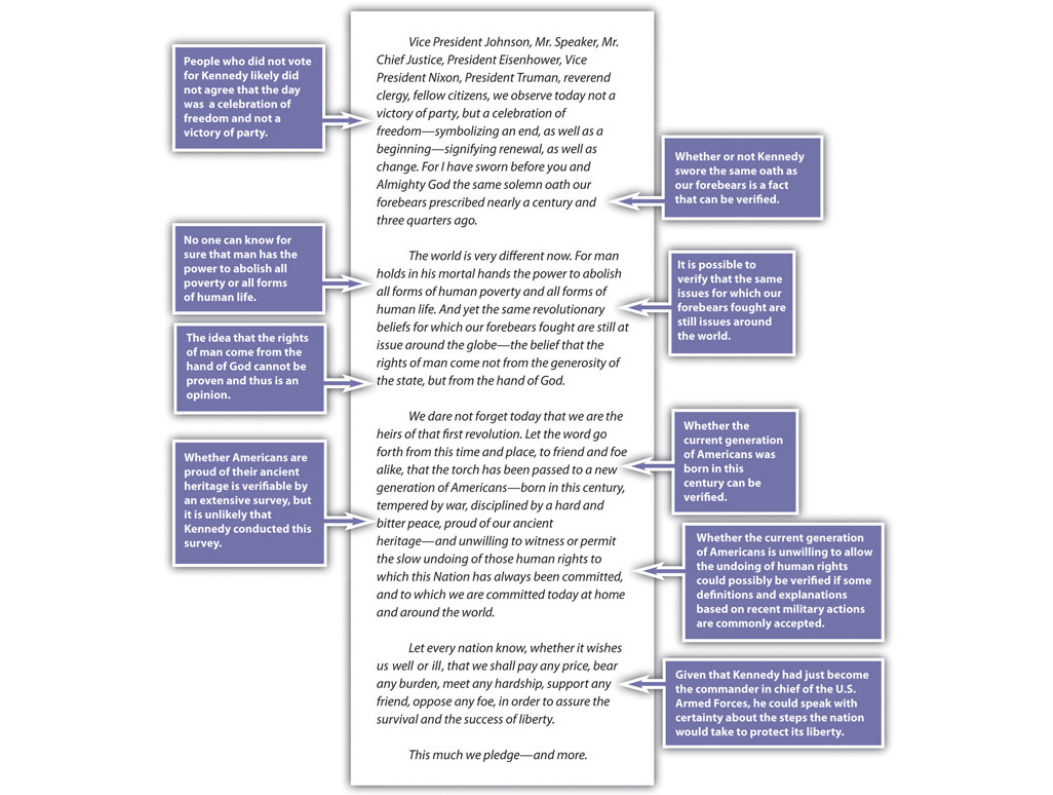 Vice President Johnson, Mr. Speaker, Mr.
Chief Justice, President Eisenhower, Vice
President Nixon, President Truman, reverend
clergy, fellow citizens, we observe today not a
victory of party, but a celebration of
freedom—symbolizing an end, as well as a
beginning—signifying renewal, as well as
change. For I have sworn before you and
Almighty God the same solemn oath our
forebears prescribed nearly a century and
three quarters ago.
The world is very different now. For man
holds in his mortal hands the power to abolish
all forms of human poverty and all forms of
human life. And yet the same revolutionary
beliefs for which our forebears fought are still at
issue around the globe—the belief that the
rights of man come not from the generosity of
the state, but from the hand of God.
We dare not forget today that we are the
heirs of that first revolution. Let the word go
forth from this time and place, to friend and foe
alike, that the torch has been passed to a new
generation of Americans—born in this century,
tempered by war, disciplined by a hard and
bitter peace, proud of our ancient
heritage—and unwilling to witness or permit
the slow undoing of those human rights to
which this Nation has always been committed,
and to which we are committed today at home
and around the world.
Let every nation know, whether it wishes
us well or ill, that we shall pay any price, bear
any burden, meet any hardship, support any
friend, oppose any foe, in order to assure the
survival and the success of liberty.
This much we pledge—and more.
People who did not vote
for Kennedy likely did
not agree that the day
was a celebration of
freedom and not a
victory of party.
No one can know for
sure that man has the
power to abolish all
poverty or all forms
of human life.
The idea that the rights
of man come from the
hand of God cannot be
proven and thus is an
opinion.
Whether Americans are
proud of their ancient
heritage is verifiable by
an extensive survey, but
it is unlikely that
Kennedy conducted this
survey.
Whether or not Kennedy
swore the same oath as
our forebears is a fact
that can be verified.
It is possible to
verify that the same
issues for which our
forebears fought are
still issues around
the world.
Whether the
current generation
of Americans was
born in this
century can be
verified.
Whether the current generation
of Americans is unwilling to allow
the undoing of human rights
could possibly be verified if some
definitions and explanations
based on recent military actions
are commonly accepted.
Given that Kennedy had just become
the commander in chief of the U.S.
Armed Forces, he could speak with
certainty about the steps the nation
would take to protect its liberty.